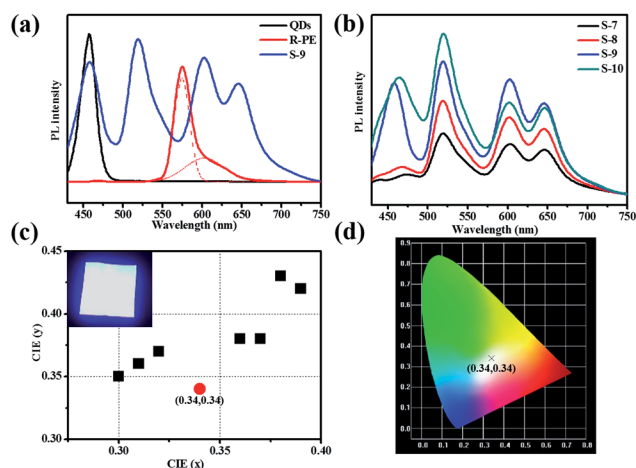 (a)
QDs
R-PE
S-9
PL intensity
450 500 550 600 650 700 750
Wavelength (nm)
(b)
S-7
S-8
S-9
S-10
PL intensity
450 500 550 600 650 700 750
Wavelength (nm)
(c)
0.45
0.40
0.35
0.30
CIE (y)
(0.34,0.34)
0.30 0.35 0.40
CIE (x)
(d)
0.9
0.8
0.7
0.6
0.5
0.4
0.3
0.2
0.1
0.0
(0.34,0.34)
0.0 0.1 0.2 0.3 0.4 0.5 0.6 0.7 0.8